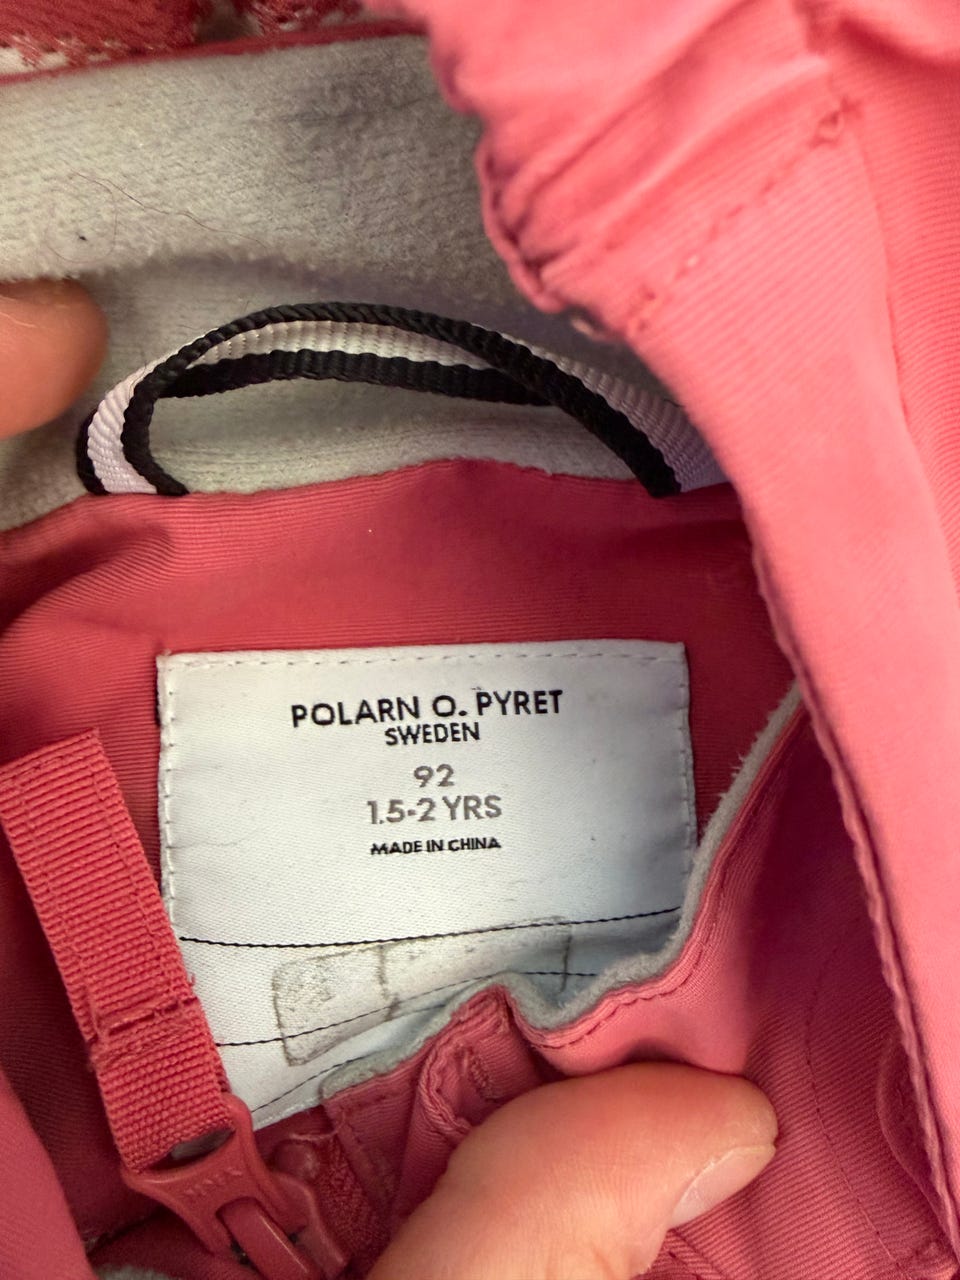 POLARN O. PYRET
SWEDEN
92
1.5-2 YRS
MADE IN CHINA